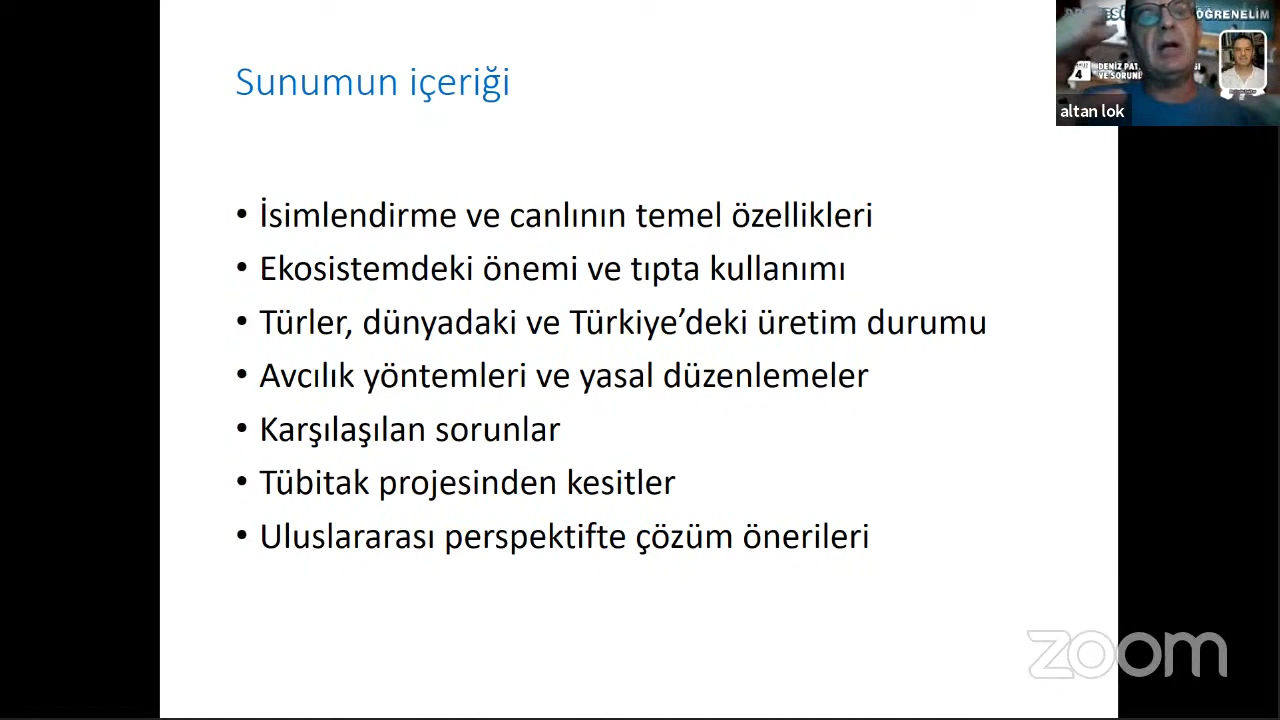 Sunumun içeriği
• İsimlendirme ve canlının temel özellikleri
• Ekosistemdeki önemi ve tıpta kullanımı
• Türler, dünyadaki ve Türkiye’deki üretim durumu
• Avcılık yöntemleri ve yasal düzenlemeler
• Karşılaşılan sorunlar
• Tübitak projesinden kesitler
• Uluslararası perspektifte çözüm önerileri
ÖĞRENELİM
4
DENİZ PAT
VE SORUNL
altan lok
zoom